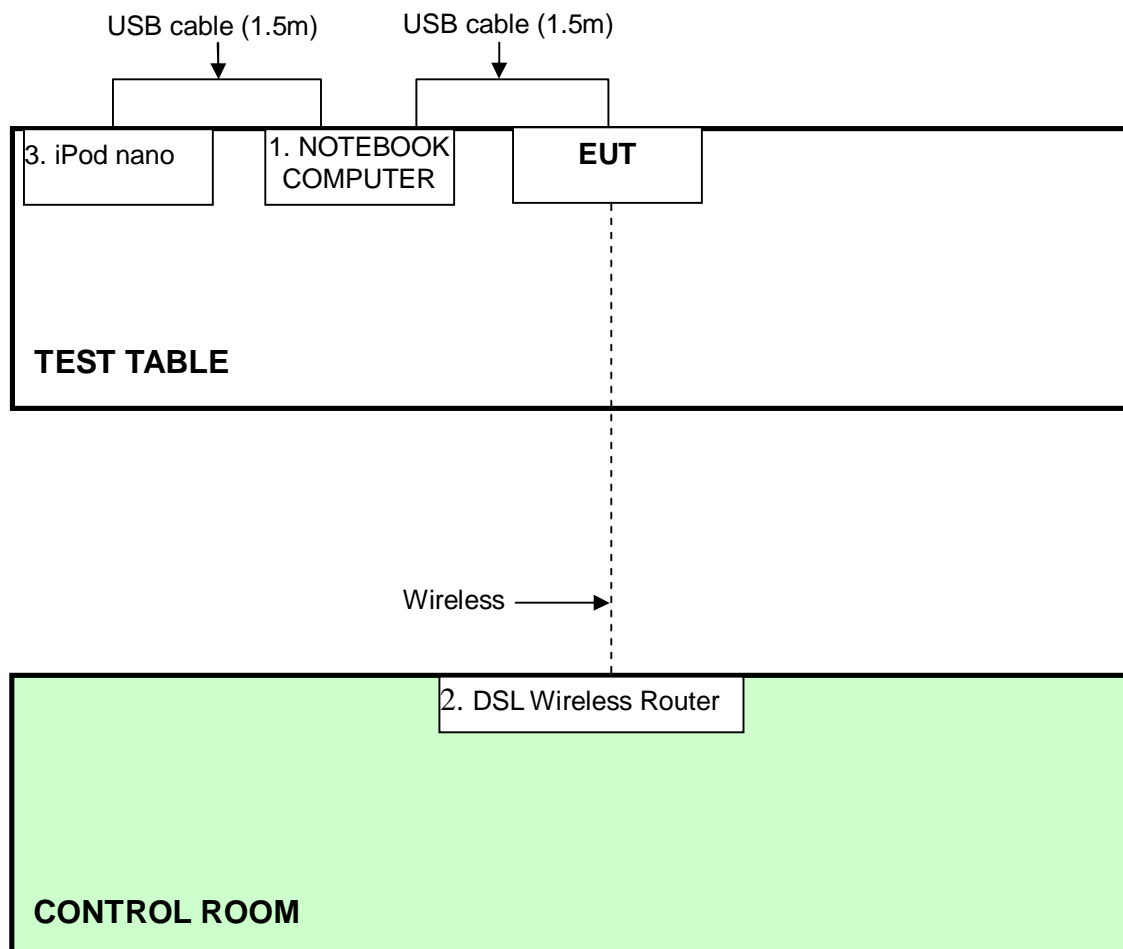 USB cable (1.5m)
USB cable (1.5m)
3. iPod nano
1. NOTEBOOK
COMPUTER
EUT
TEST TABLE
Wireless
2. DSL Wireless Router
CONTROL ROOM